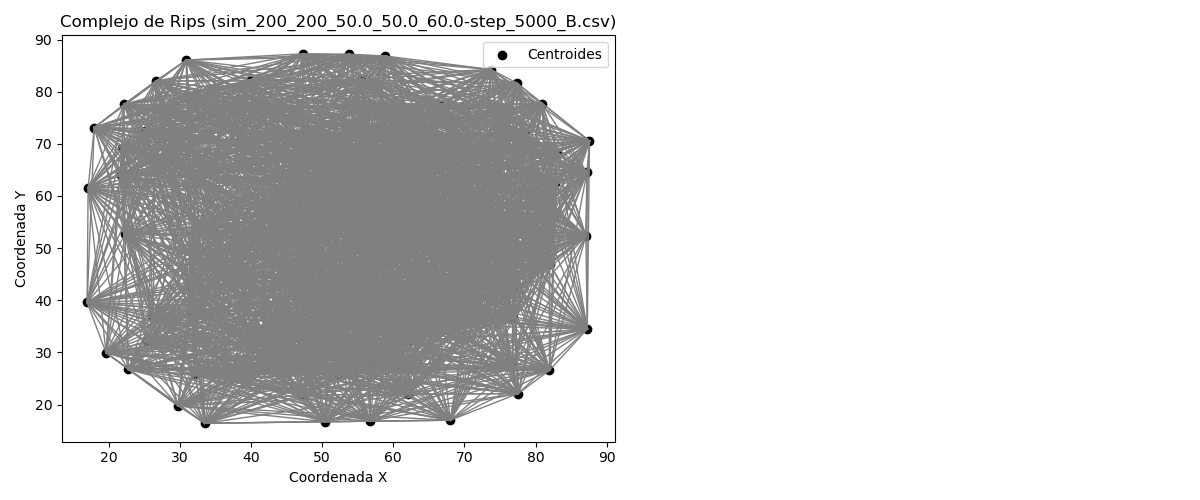 Complejo de Rips (sim_200_200_50.0_50.0_60.0-step_5000_B.csv)
Centroides
90
80
70
60
50
40
30
20
Coordenada Y
20 30 40 50 60 70 80 90
Coordenada X